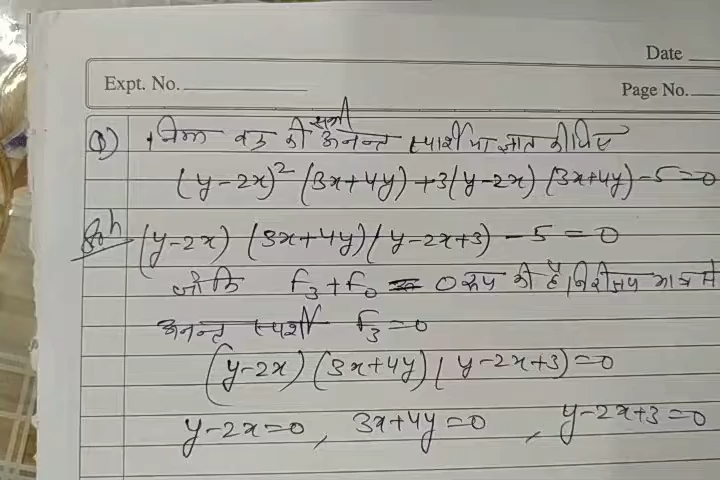 Date
Expt. No.
Page No.
Q) निम्न वक्र की सभी अनन्त स्पर्शीयाँ ज्ञात कीजिए
(y-2x)² (3x+4y) +3(y-2x) (3x+4y) -5=0
Solⁿ (y-2x) (3x+4y) (y-2x+3) -5 =0
जो कि F₃+F₀ = 0 रूप की है, निरीक्षण मात्र से
अनन्त स्पर्शी F₃=0
(y-2x) (3x+4y) (y-2x+3)=0
y-2x=0, 3x+4y=0, y-2x+3=0